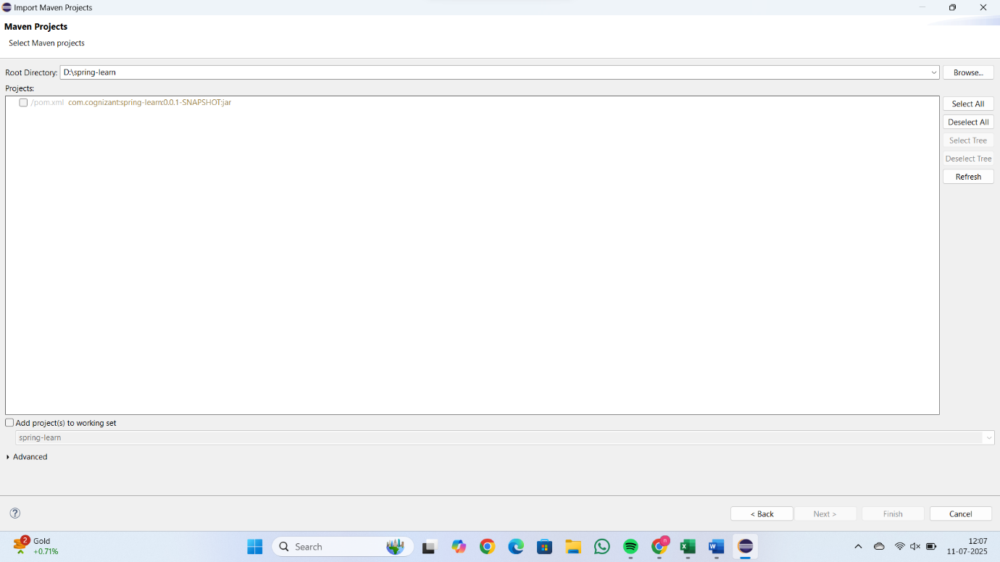 Import Maven Projects
Maven Projects
Select Maven projects
Root Directory: D:\spring-learn Browse...
Projects:
/pom.xml com.cognizant:spring-learn:0.0.1-SNAPSHOT:jar
Select All
Deselect All
Select Tree
Deselect Tree
Refresh
Add project(s) to working set
spring-learn
Advanced
? < Back Next > Finish Cancel
2 Gold
+0.71%
Search
n
X
W
12:07
11-07-2025